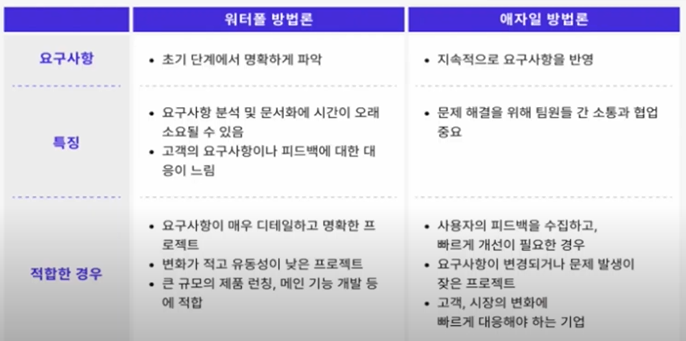 워터폴 방법론
애자일 방법론
요구사항
• 초기 단계에서 명확하게 파악
• 지속적으로 요구사항을 반영
특징
• 요구사항 분석 및 문서화에 시간이 오래
소요될 수 있음
• 고객의 요구사항이나 피드백에 대한 대
응이 느림
• 문제 해결을 위해 팀원들 간 소통과 협업
중요
적합한 경우
• 요구사항이 매우 디테일하고 명확한 프
로젝트
• 변화가 적고 유동성이 낮은 프로젝트
• 큰 규모의 제품 런칭, 메인 기능 개발 등
에 적합
• 사용자의 피드백을 수집하고,
빠르게 개선이 필요한 경우
• 요구사항이 변경되거나 문제 발생이
잦은 프로젝트
• 고객, 시장의 변화에
빠르게 대응해야 하는 기업